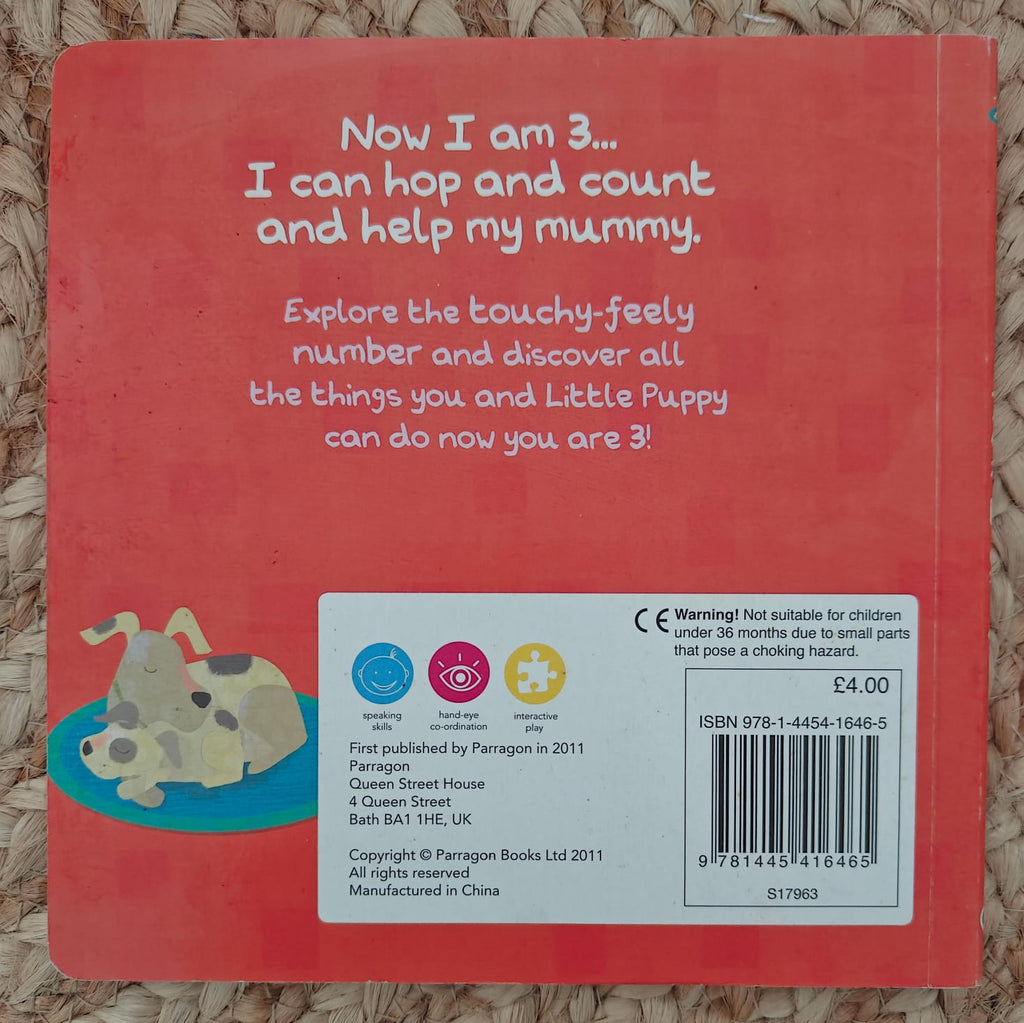 Now I am 3...
I can hop and count
and help my mummy.
Explore the touchy-feely
number and discover all
the things you and Little Puppy
can do now you are 3!
CE Warning! Not suitable for children
under 36 months due to small parts
that pose a choking hazard.
speaking
skills
hand-eye
co-ordination
interactive
play
First published by Parragon in 2011
Parragon
Queen Street House
4 Queen Street
Bath BA1 1HE, UK
Copyright © Parragon Books Ltd 2011
All rights reserved
Manufactured in China
£4.00
ISBN 978-1-4454-1646-5
9 781445 416465
S17963